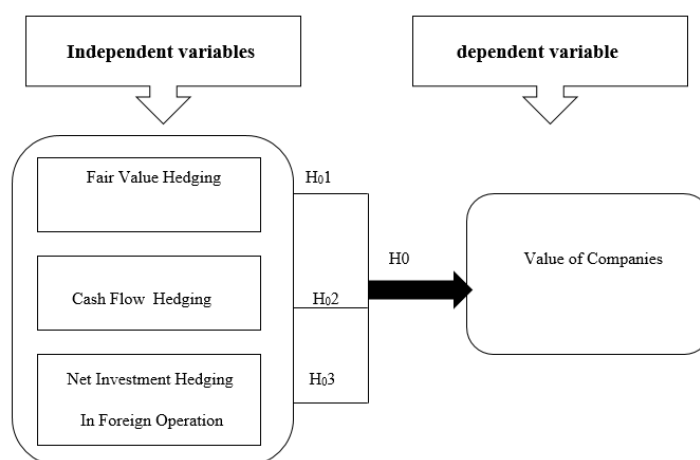 Independent variables
dependent variable
Fair Value Hedging
H₀1
H0
Value of Companies
Cash Flow Hedging
H₀2
Net Investment Hedging
In Foreign Operation
H₀3